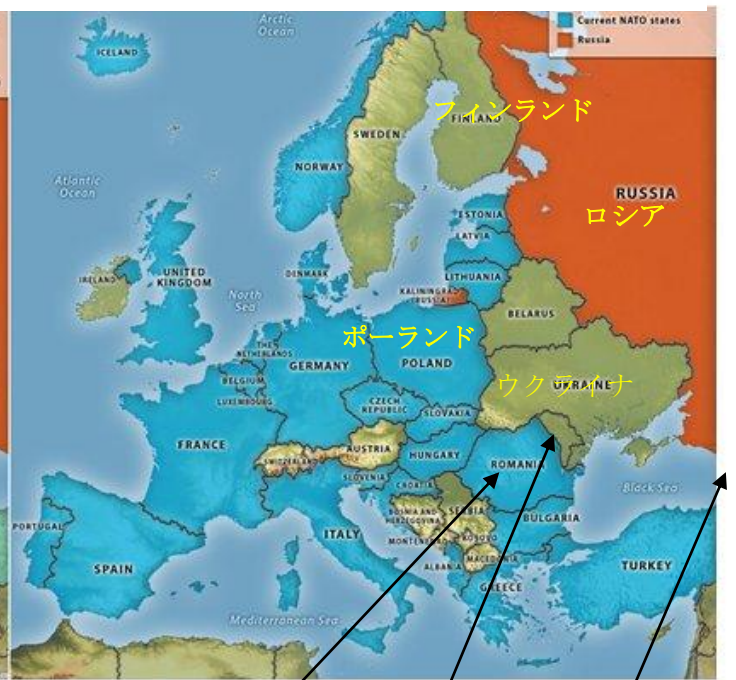 Arctic
Ocean
Current NATO states
Russia
ICELAND
フィンランド
FINLAND
SWEDEN
NORWAY
Atlantic
Ocean
RUSSIA
ロシア
ESTONIA
LATVIA
IRELAND
UNITED
KINGDOM
DENMARK
LITHUANIA
KALININGRAD
(RUSSIA)
North
Sea
BELARUS
ポーランド
THE
NETHERLANDS
GERMANY
POLAND
BELGIUM
LUXEMBOURG
ウクライナ
UKRAINE
CZECH
REPUBLIC
SLOVAKIA
FRANCE
AUSTRIA
SWITZERLAND
HUNGARY
SLOVENIA
ROMANIA
CROATIA
Black Sea
BOSNIA AND
HERZEGOVINA
SERBIA
BULGARIA
PORTUGAL
ITALY
MONTENEGRO
KOSOVO
MACEDONIA
ALBANIA
SPAIN
GREECE
TURKEY
Mediterranean Sea